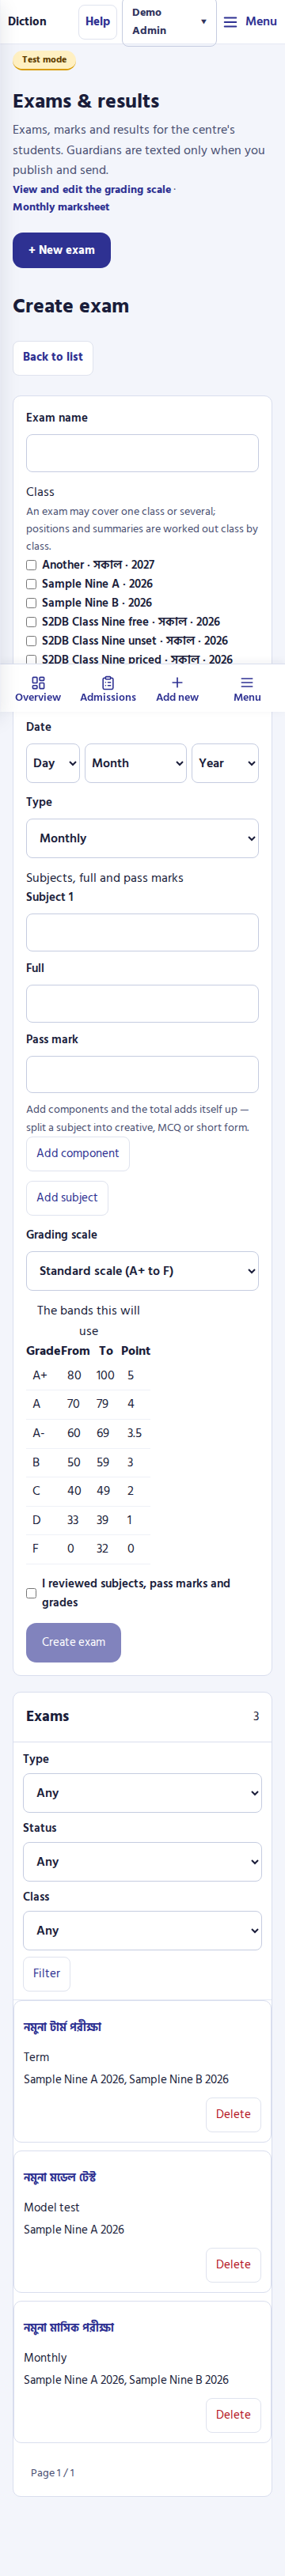 Diction
Help
Demo Admin
Menu
Test mode
Exams & results
Exams, marks and results for the centre's
students. Guardians are texted only when you
publish and send.
View and edit the grading scale ·
Monthly marksheet
+ New exam
Create exam
Back to list
Exam name
Class
An exam may cover one class or several;
positions and summaries are worked out class by
class.
Another · সকাল · 2027
Sample Nine A · 2026
Sample Nine B · 2026
S2DB Class Nine free · সকাল · 2026
S2DB Class Nine unset · সকাল · 2026
S2DB Class Nine priced · সকাল · 2026
Overview
Admissions
Add new
Menu
Date
Day
Month
Year
Type
Monthly
Subjects, full and pass marks
Subject 1
Full
Pass mark
Add components and the total adds itself up —
split a subject into creative, MCQ or short form.
Add component
Add subject
Grading scale
Standard scale (A+ to F)
The bands this will
use
Grade From To Point
A+ 80 100 5
A 70 79 4
A- 60 69 3.5
B 50 59 3
C 40 49 2
D 33 39 1
F 0 32 0
I reviewed subjects, pass marks and
grades
Create exam
Exams 3
Type
Any
Status
Any
Class
Any
Filter
নমুনা টার্ম পরীক্ষা
Term
Sample Nine A 2026, Sample Nine B 2026
Delete
নমুনা মডেল টেস্ট
Model test
Sample Nine A 2026
Delete
নমুনা মাসিক পরীক্ষা
Monthly
Sample Nine A 2026, Sample Nine B 2026
Delete
Page 1 / 1